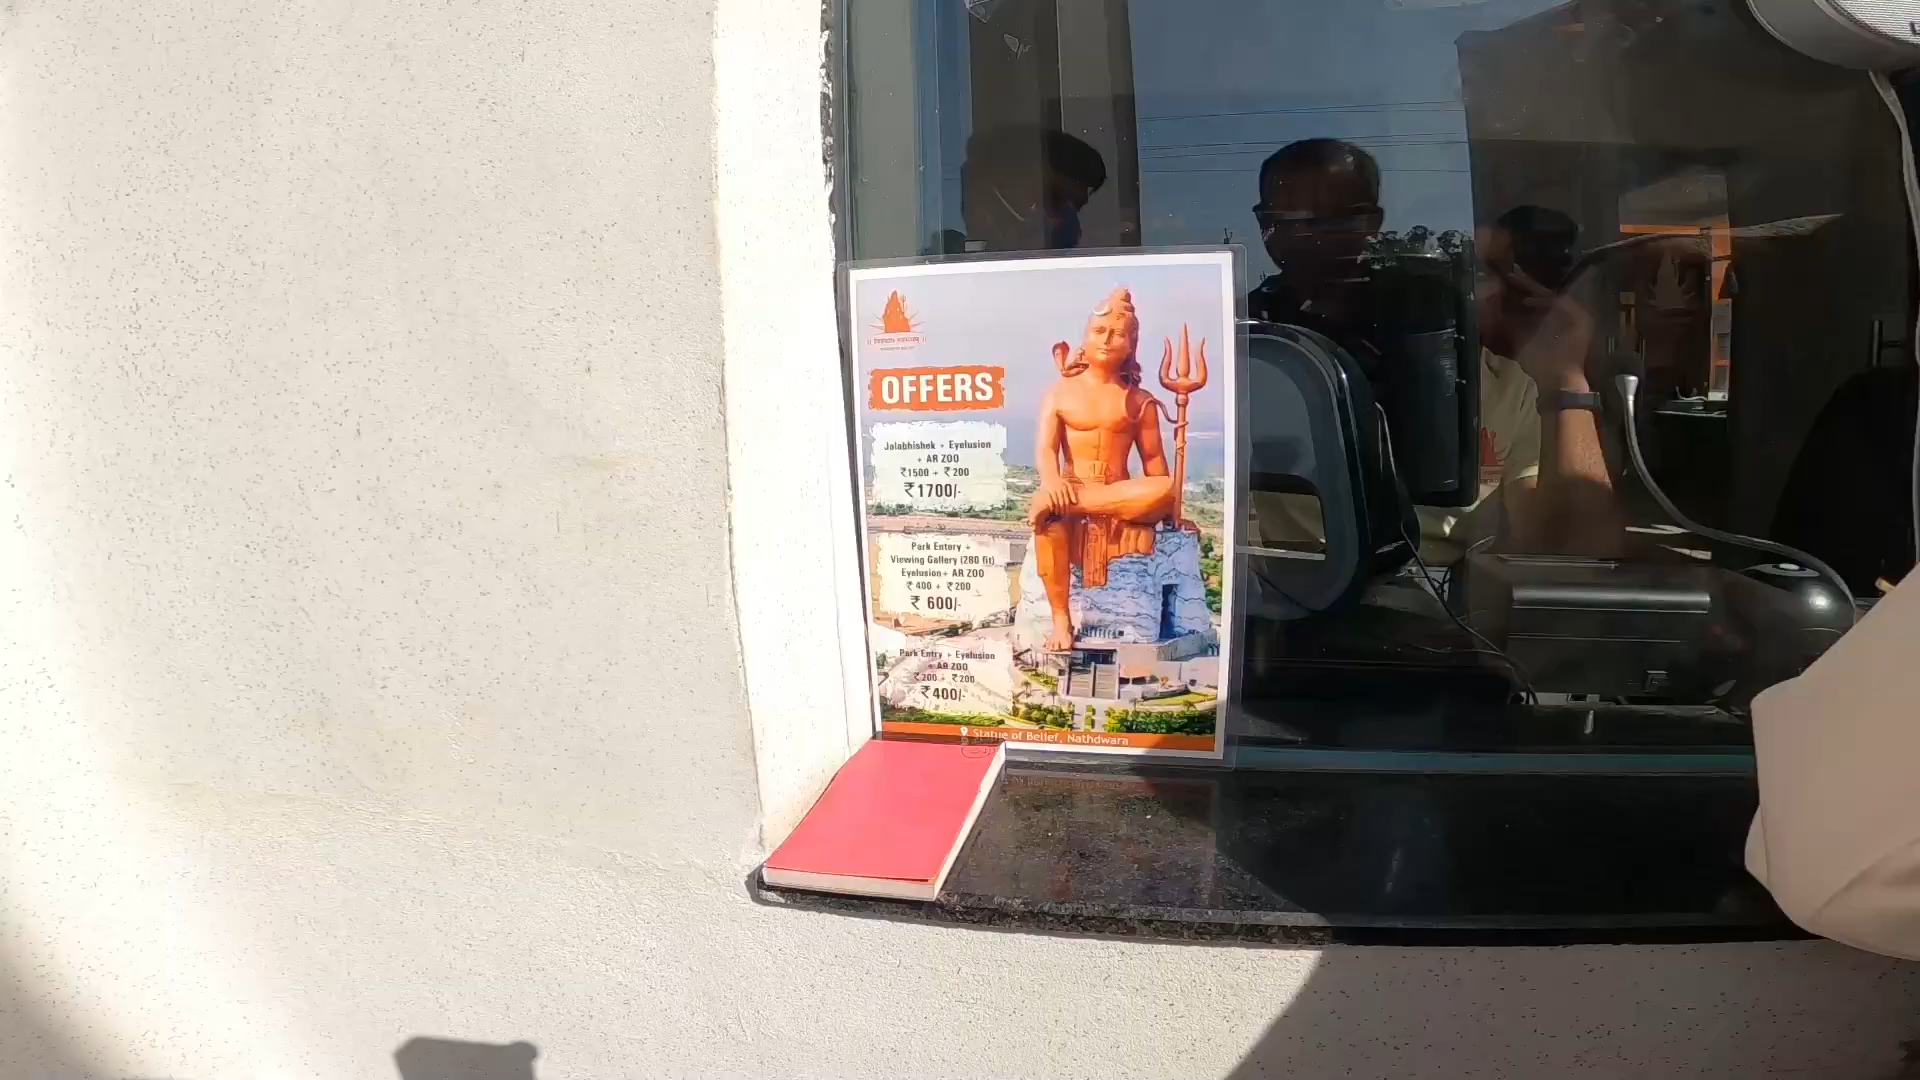 OFFERS
Jalabhishek + Eyelusion
+ AR ZOO
₹1500 + ₹200
₹1700/-
Park Entery +
Viewing Gallery (280 fit)
Eyelusion+ AR ZOO
₹ 400 + ₹200
₹ 600/-
Park Entry + Eyelusion
+ AR ZOO
₹200 + ₹200
₹400/-
Statue of Belief, Nathdwara